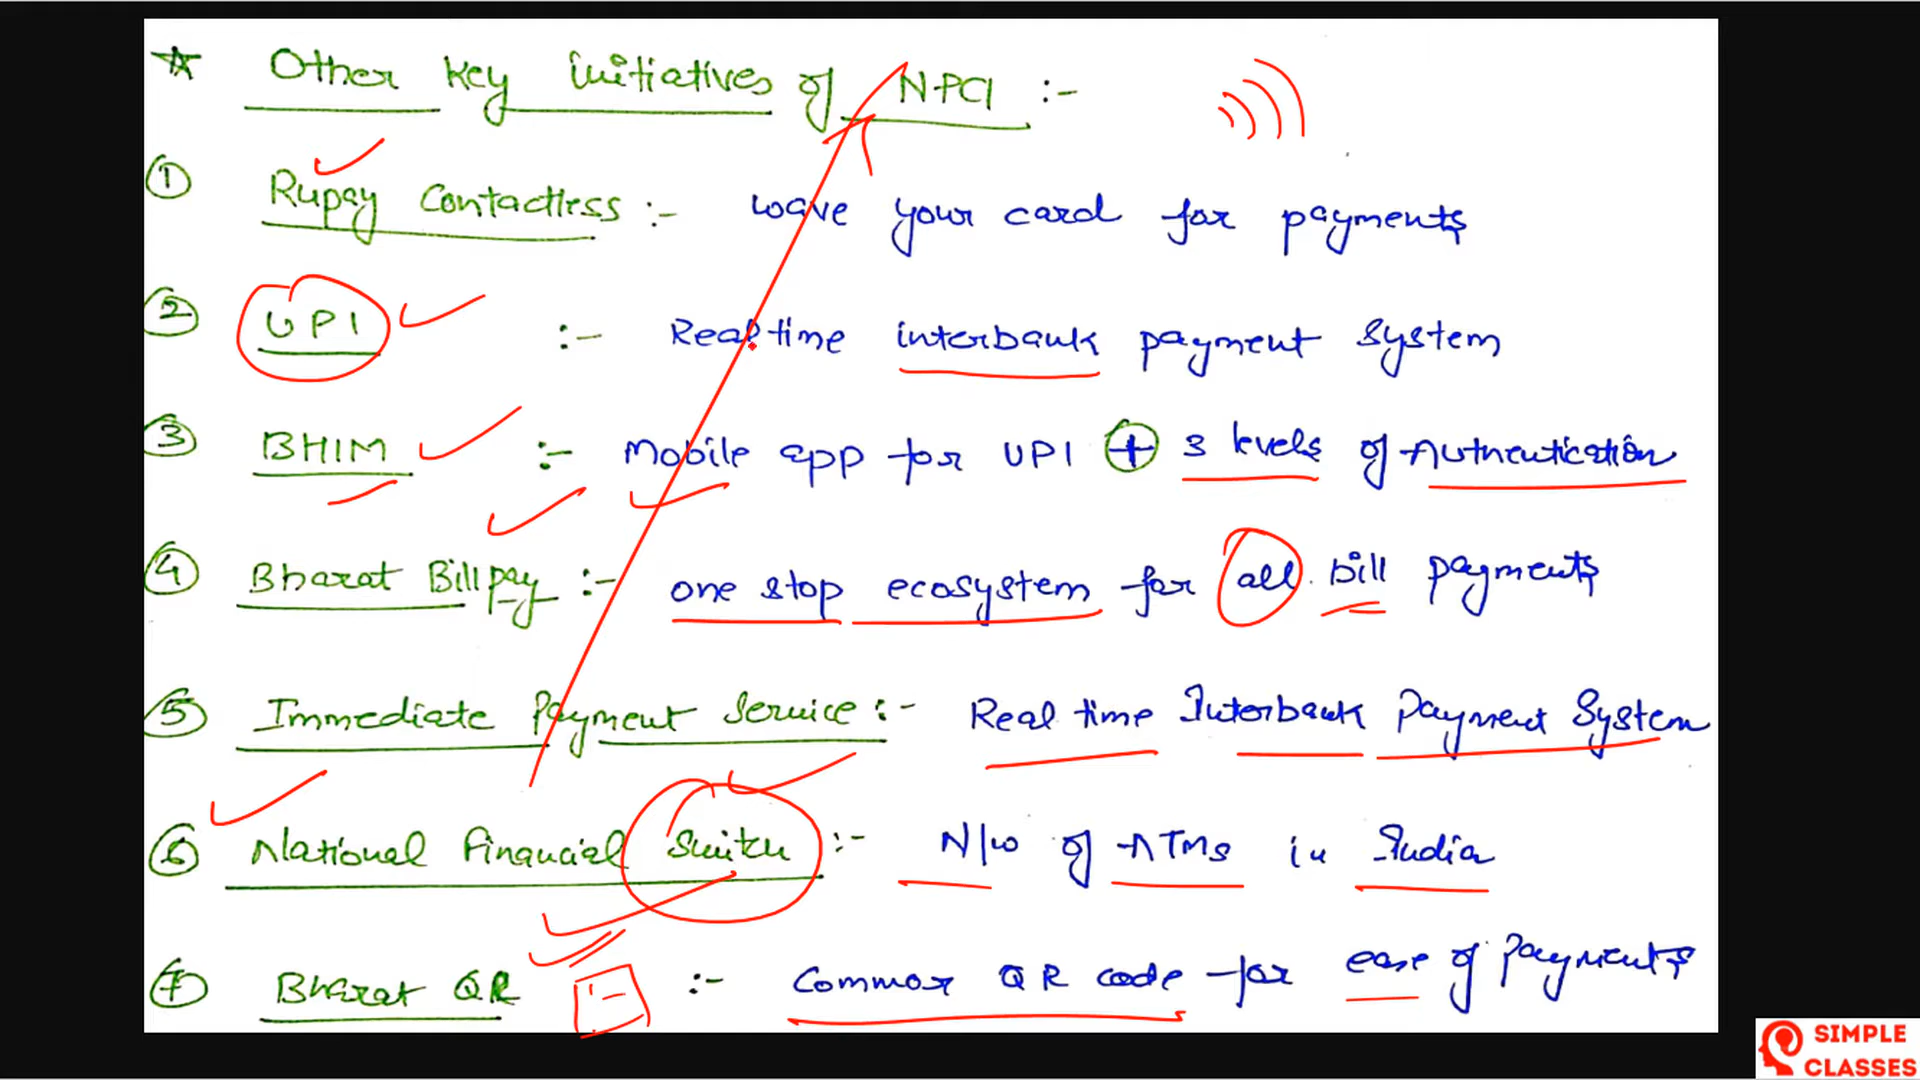 ☆ Other Key initiatives of NPCI :-
① Rupay Contactless :- wave your card for payments
② UPI :- Real time interbank payment system
③ BHIM :- Mobile app for UPI + 3 levels of Authentication
④ Bharat Bill pay :- one stop ecosystem for all bill payments
⑤ Immediate Payment Service :- Real time Interbank Payment System
⑥ National Financial Switch :- N/w of ATMs in India
⑦ Bharat QR :- Common QR code for ease of payments
SIMPLE
CLASSES